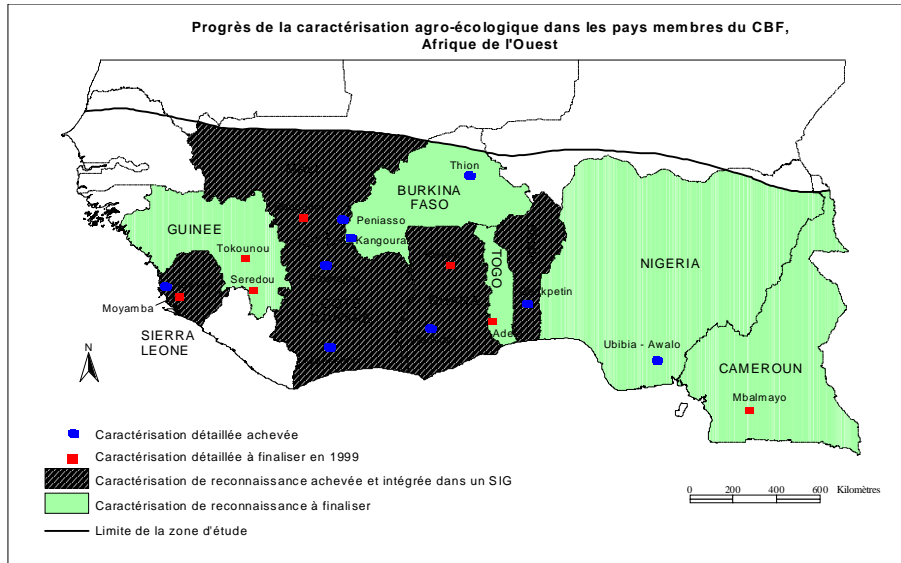 Progrès de la caractérisation agro-écologique dans les pays membres du CBF,
Afrique de l'Ouest
Thion
BURKINA
FASO
Peniasso
Kangoura
GUINEE
Tokounou
TOGO
NIGERIA
Seredou
Moyamba
SIERRA
LEONE
N
Ubibia - Awalo
CAMEROUN
Mbalmayo
Caractérisation détaillée achevée
Caractérisation détaillée à finaliser en 1999
Caractérisation de reconnaissance achevée et intégrée dans un SIG
Caractérisation de reconnaissance à finaliser
Limite de la zone d'étude
0 200 400 600 Kilomètres